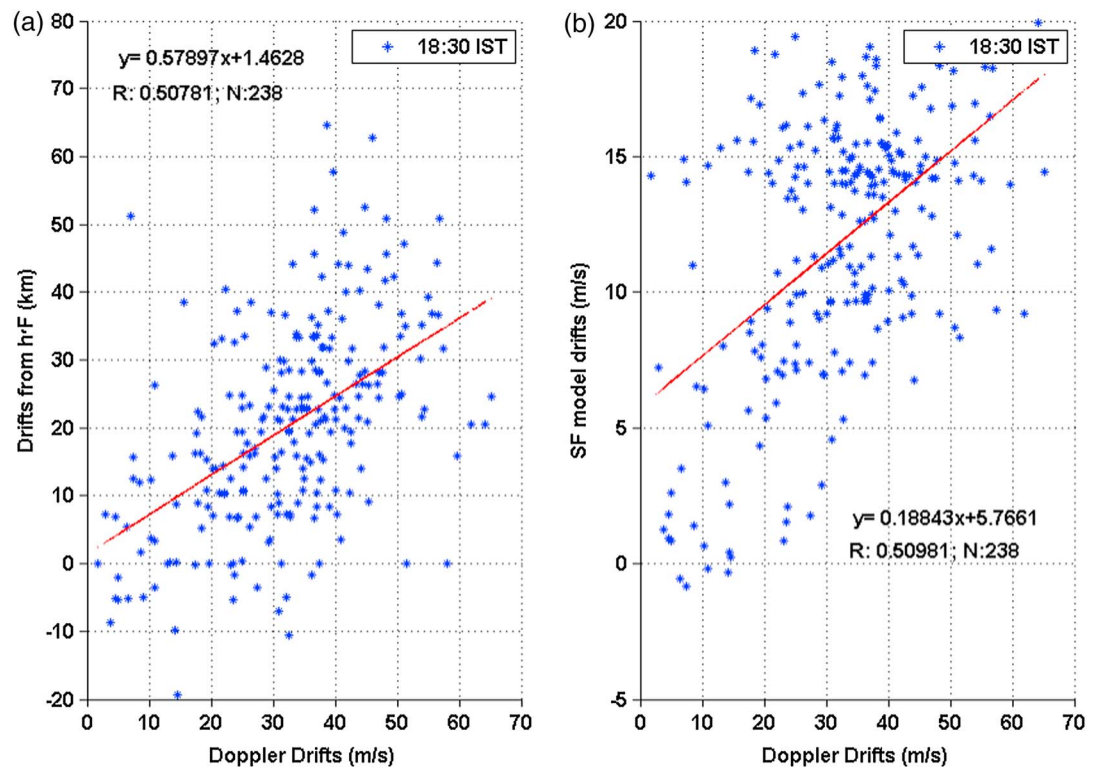 (a)
80
70
60
50
40
30
20
10
0
-10
-20
Drifts from h'F (km)
y= 0.57897x+1.4628
R: 0.50781; N:238
18:30 IST
0 10 20 30 40 50 60 70
Doppler Drifts (m/s)
(b)
20
15
10
5
0
-5
SF model drifts (m/s)
18:30 IST
y= 0.18843x+5.7661
R: 0.50981; N:238
0 10 20 30 40 50 60 70
Doppler Drifts (m/s)